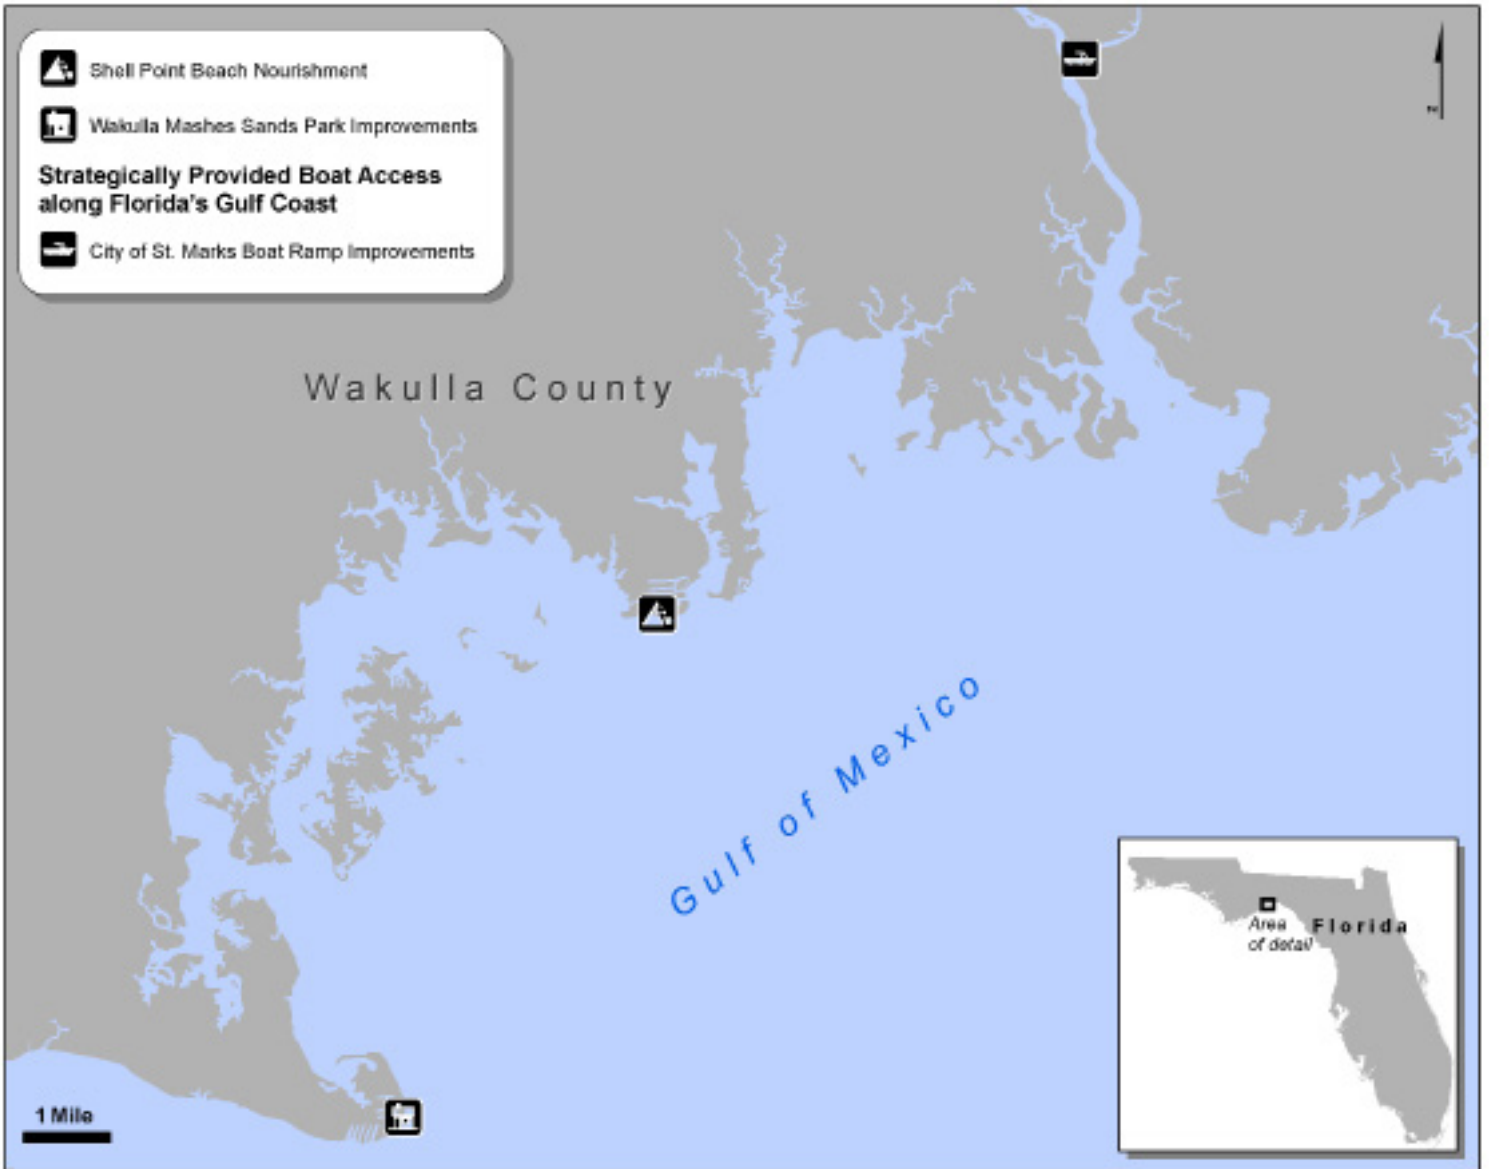 Shell Point Beach Nourishment
Wakulla Mashes Sands Park Improvements
Strategically Provided Boat Access
along Florida's Gulf Coast
City of St. Marks Boat Ramp Improvements
Wakulla County
Gulf of Mexico
Area
of detail
Florida
1 Mile